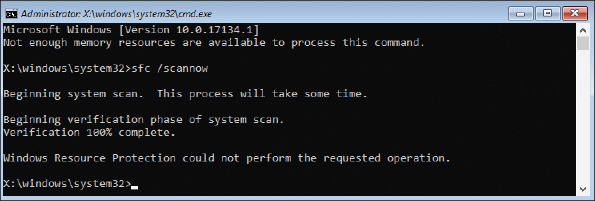 Administrator: X:\windows\system32\cmd.exe
Microsoft Windows [Version 10.0.17134.1]
Not enough memory resources are available to process this command.
X:\windows\system32>sfc /scannow
Beginning system scan.  This process will take some time.
Beginning verification phase of system scan.
Verification 100% complete.
Windows Resource Protection could not perform the requested operation.
X:\windows\system32>